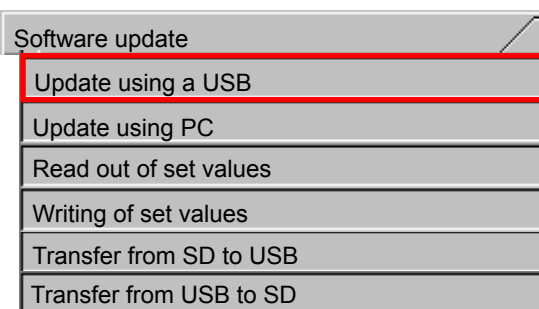 Software update
Update using a USB
Update using PC
Read out of set values
Writing of set values
Transfer from SD to USB
Transfer from USB to SD